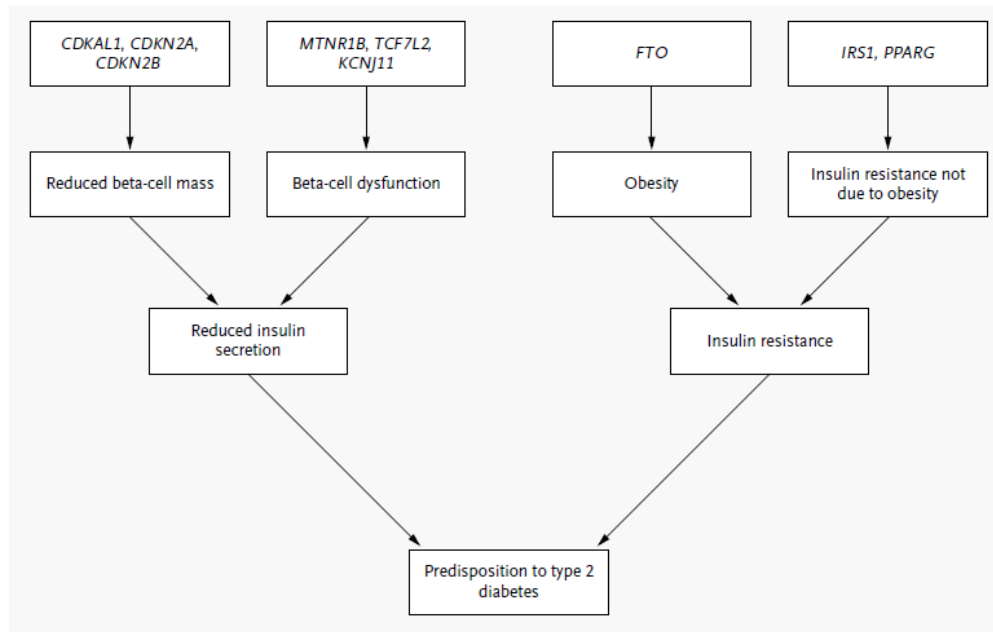 CDKAL1, CDKN2A,
CDKN2B
MTNR1B, TCF7L2,
KCNJ11
FTO
IRS1, PPARG
Reduced beta-cell mass
Beta-cell dysfunction
Obesity
Insulin resistance not
due to obesity
Reduced insulin
secretion
Insulin resistance
Predisposition to type 2
diabetes